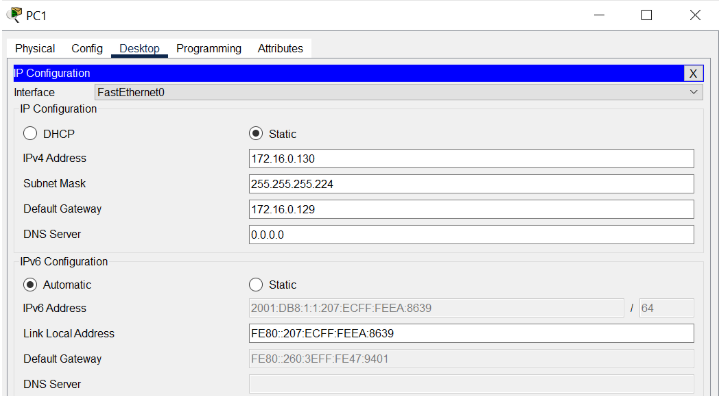 PC1
Physical Config Desktop Programming Attributes
IP Configuration X
Interface FastEthernet0
IP Configuration
DHCP Static
IPv4 Address 172.16.0.130
Subnet Mask 255.255.255.224
Default Gateway 172.16.0.129
DNS Server 0.0.0.0
IPv6 Configuration
Automatic Static
IPv6 Address 2001:DB8:1:1:207:ECFF:FEEA:8639 / 64
Link Local Address FE80::207:ECFF:FEEA:8639
Default Gateway FE80::260:3EFF:FE47:9401
DNS Server